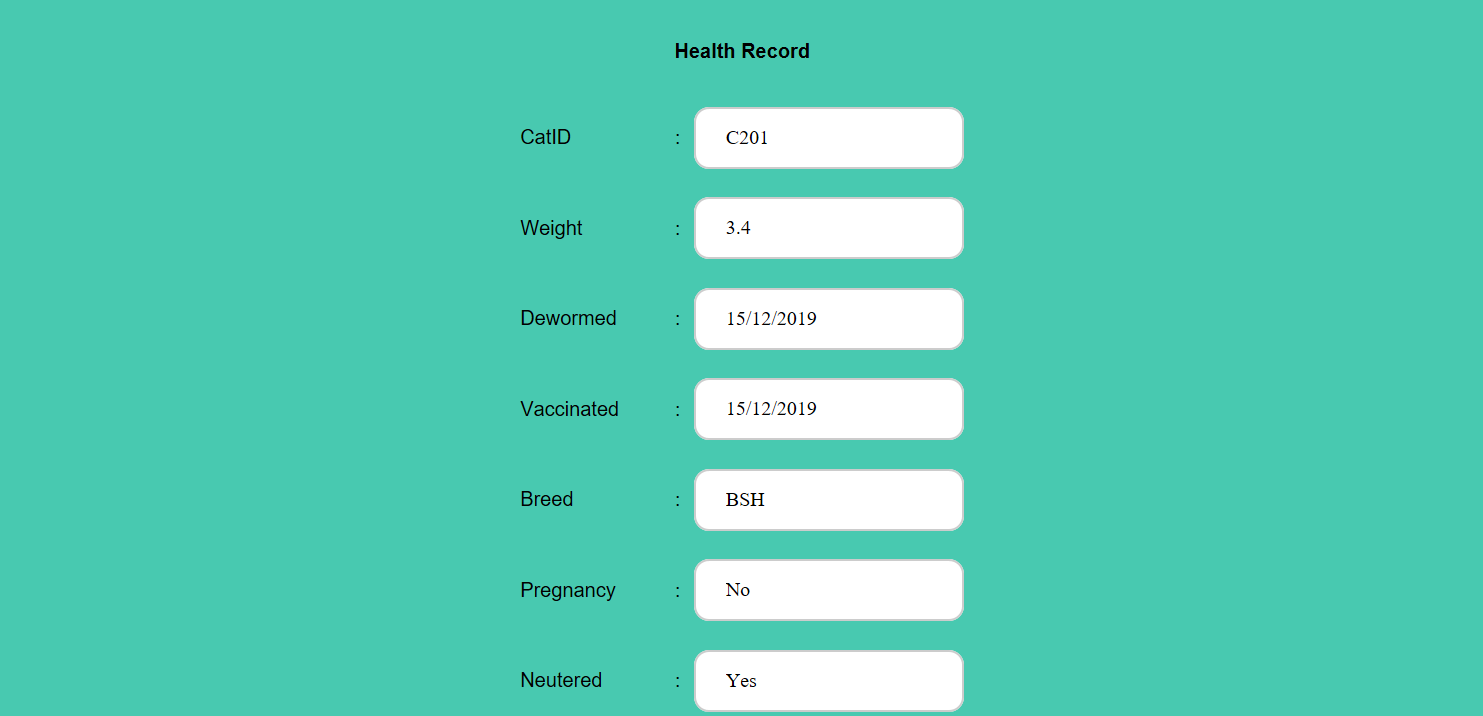 Health Record
CatID : C201
Weight : 3.4
Dewormed : 15/12/2019
Vaccinated : 15/12/2019
Breed : BSH
Pregnancy : No
Neutered : Yes